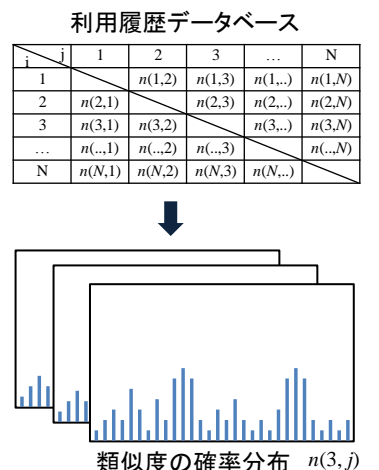 利用履歴データベース
i j 1 2 3 … N
1 n(1,2) n(1,3) n(1,..) n(1,N)
2 n(2,1) n(2,3) n(2,..) n(2,N)
3 n(3,1) n(3,2) n(3,..) n(3,N)
… n(..,1) n(..,2) n(..,3) n(..,N)
N n(N,1) n(N,2) n(N,3) n(N,..)
類似度の確率分布 n(3, j)